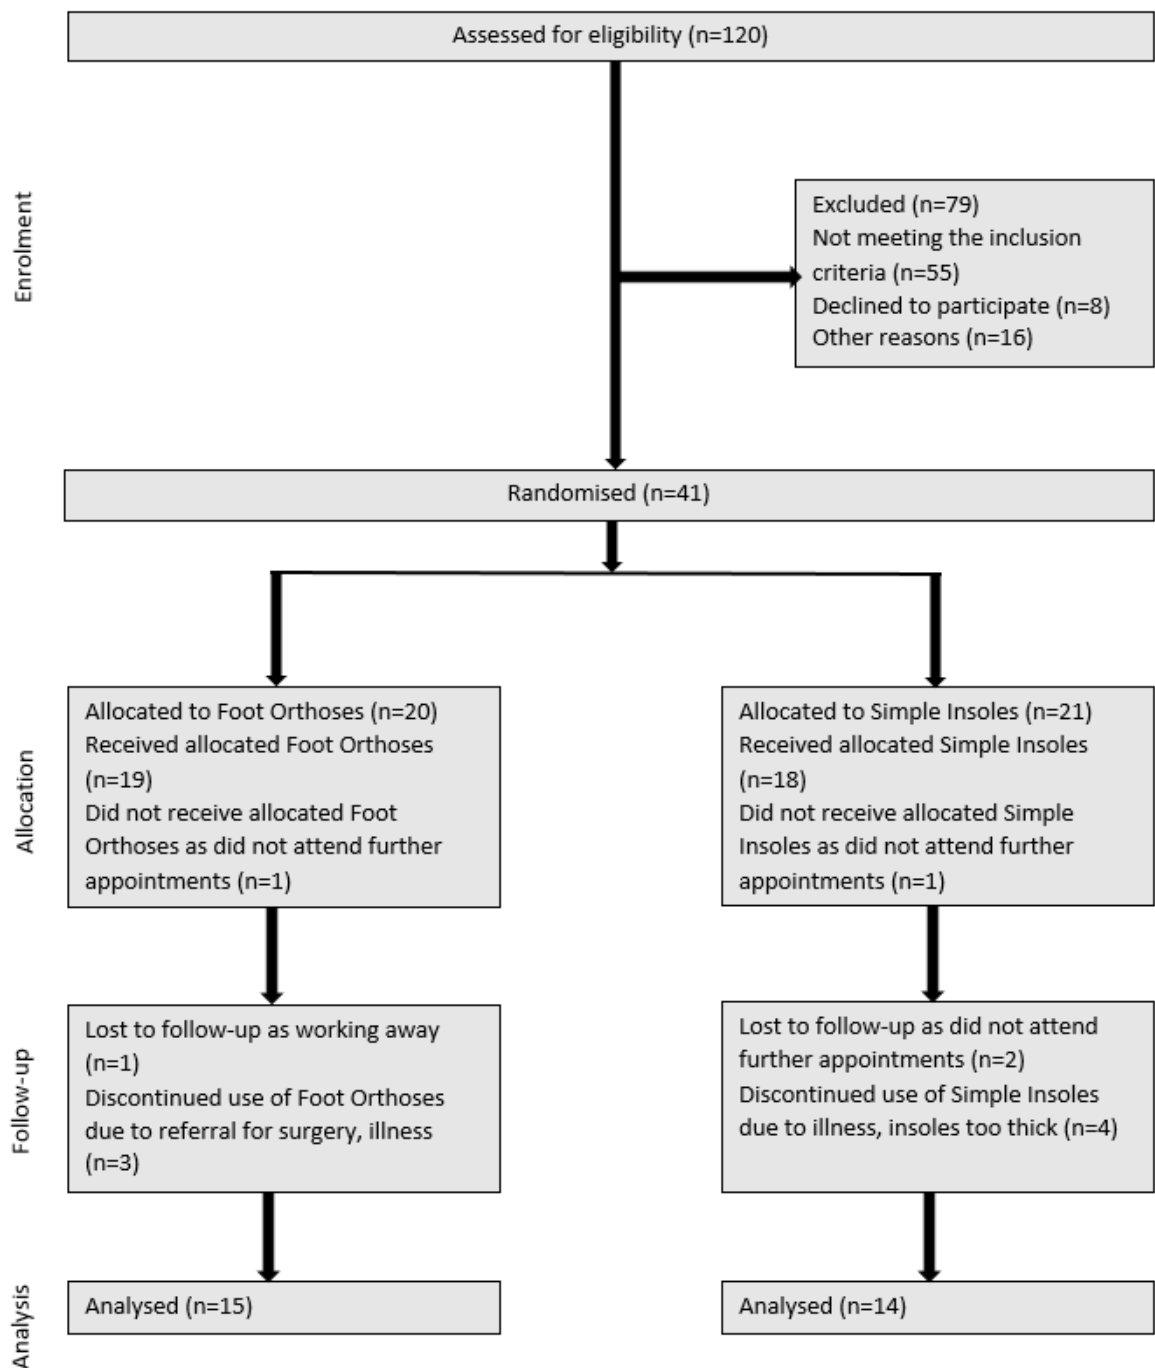 Assessed for eligibility (n=120)
Enrolment
Excluded (n=79)
Not meeting the inclusion
criteria (n=55)
Declined to participate (n=8)
Other reasons (n=16)
Randomised (n=41)
Allocation
Allocated to Foot Orthoses (n=20)
Received allocated Foot Orthoses
(n=19)
Did not receive allocated Foot
Orthoses as did not attend further
appointments (n=1)
Allocated to Simple Insoles (n=21)
Received allocated Simple Insoles
(n=18)
Did not receive allocated Simple
Insoles as did not attend further
appointments (n=1)
Follow-up
Lost to follow-up as working away
(n=1)
Discontinued use of Foot Orthoses
due to referral for surgery, illness
(n=3)
Lost to follow-up as did not attend
further appointments (n=2)
Discontinued use of Simple Insoles
due to illness, insoles too thick (n=4)
Analysis
Analysed (n=15)
Analysed (n=14)